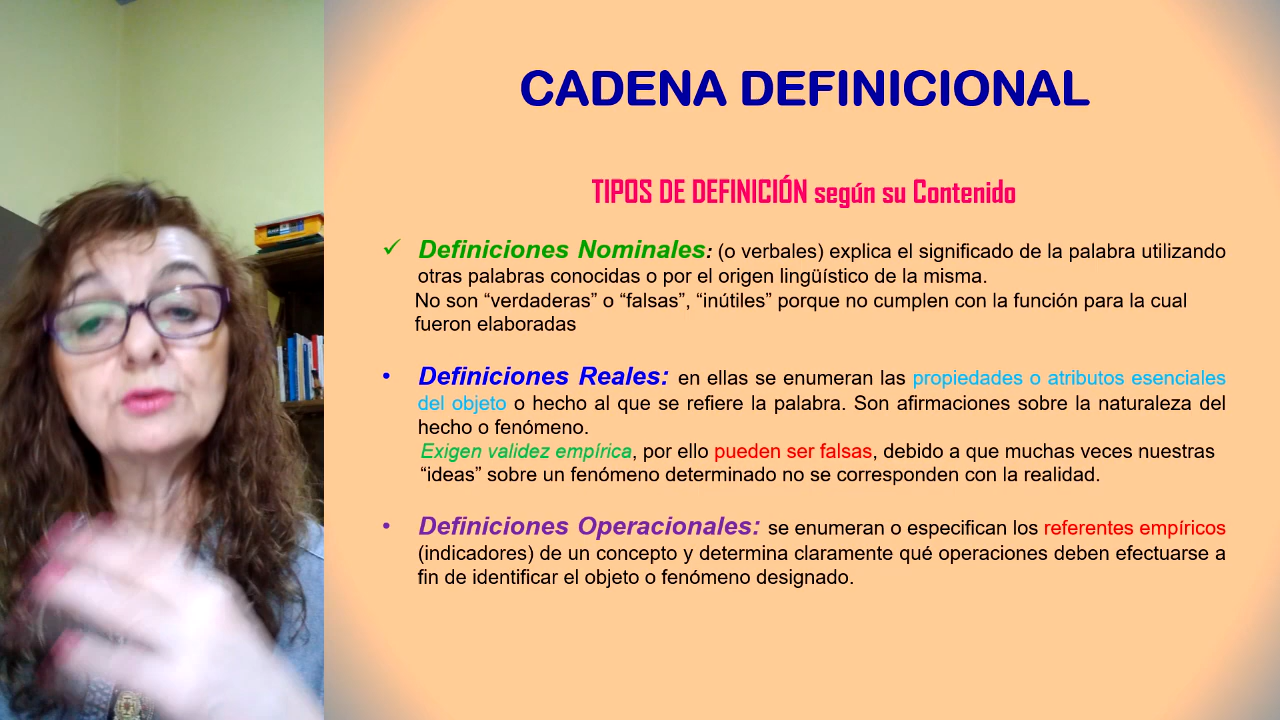 CADENA DEFINICIONAL
TIPOS DE DEFINICIÓN según su Contenido
✓ Definiciones Nominales: (o verbales) explica el significado de la palabra utilizando
otras palabras conocidas o por el origen lingüístico de la misma.
No son “verdaderas” o “falsas”, “inútiles” porque no cumplen con la función para la cual
fueron elaboradas
• Definiciones Reales: en ellas se enumeran las propiedades o atributos esenciales
del objeto o hecho al que se refiere la palabra. Son afirmaciones sobre la naturaleza del
hecho o fenómeno.
Exigen validez empírica, por ello pueden ser falsas, debido a que muchas veces nuestras
“ideas” sobre un fenómeno determinado no se corresponden con la realidad.
• Definiciones Operacionales: se enumeran o especifican los referentes empíricos
(indicadores) de un concepto y determina claramente qué operaciones deben efectuarse a
fin de identificar el objeto o fenómeno designado.